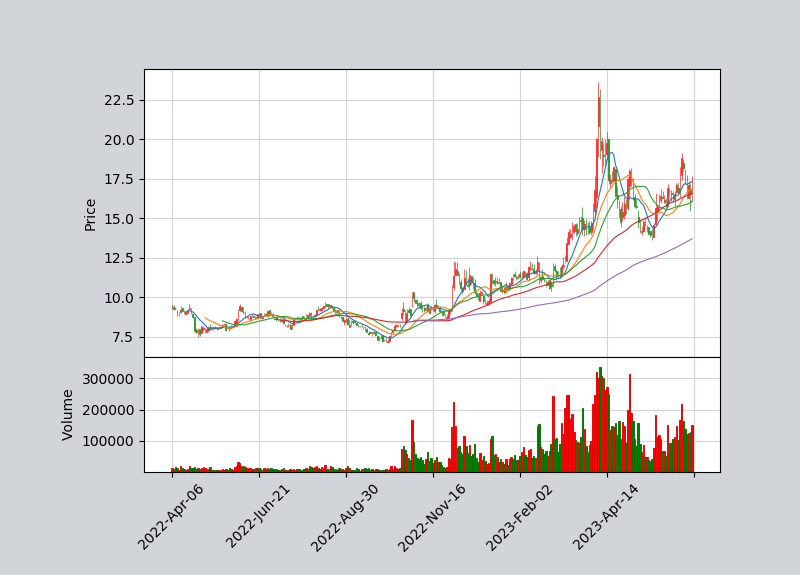 Price
22.5
20.0
17.5
15.0
12.5
10.0
7.5
Volume
300000
200000
100000
2022-Apr-06
2022-Jun-21
2022-Aug-30
2022-Nov-16
2023-Feb-02
2023-Apr-14